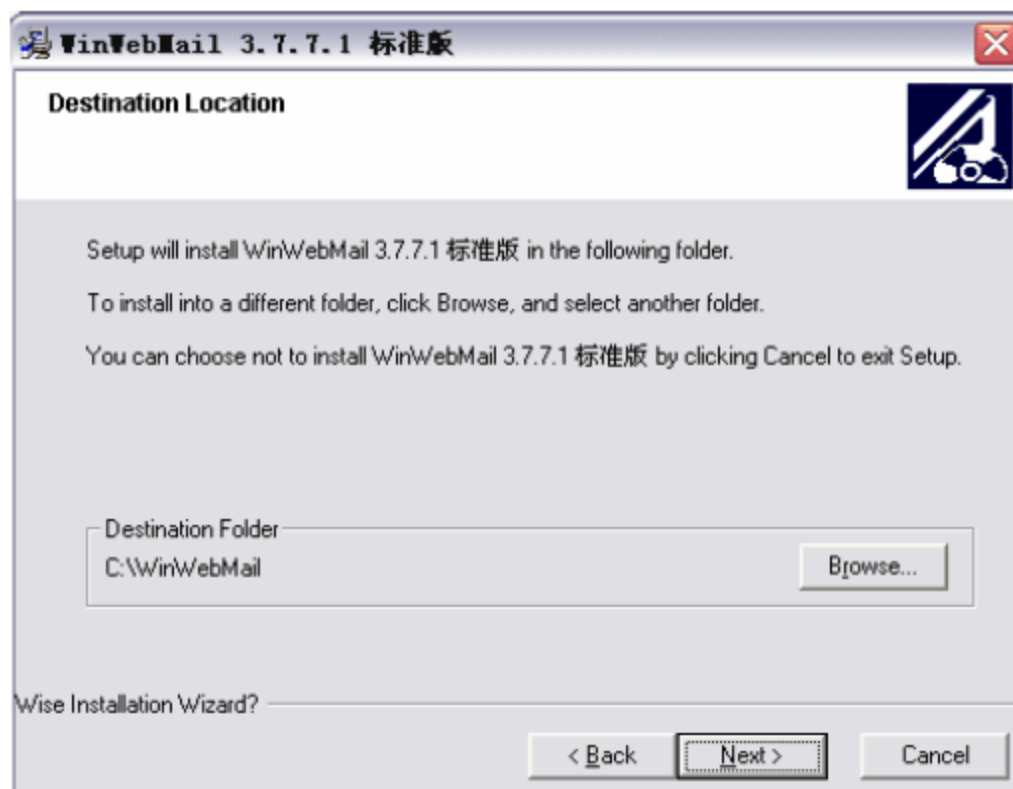 WinWebMail 3.7.7.1 标准版
Destination Location
Setup will install WinWebMail 3.7.7.1 标准版 in the following folder.
To install into a different folder, click Browse, and select another folder.
You can choose not to install WinWebMail 3.7.7.1 标准版 by clicking Cancel to exit Setup.
Destination Folder
C:\WinWebMail
Browse...
Wise Installation Wizard?
< Back
Next >
Cancel